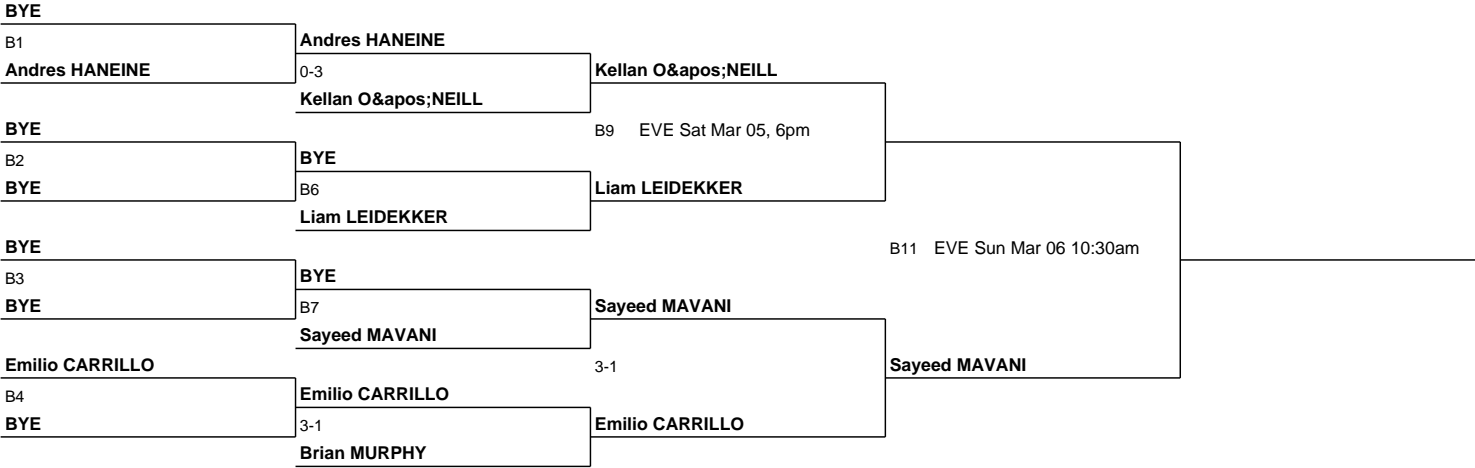 BYE
B1
Andres HANEINE
Andres HANEINE
0-3
Kellan O&apos;NEILL
Kellan O&apos;NEILL
BYE
B9 EVE Sat Mar 05, 6pm
B2
BYE
BYE
B6
Liam LEIDEKKER
Liam LEIDEKKER
BYE
B11 EVE Sun Mar 06 10:30am
B3
BYE
BYE
B7
Sayeed MAVANI
Sayeed MAVANI
Emilio CARRILLO
3-1
Sayeed MAVANI
B4
Emilio CARRILLO
BYE
3-1
Emilio CARRILLO
Brian MURPHY